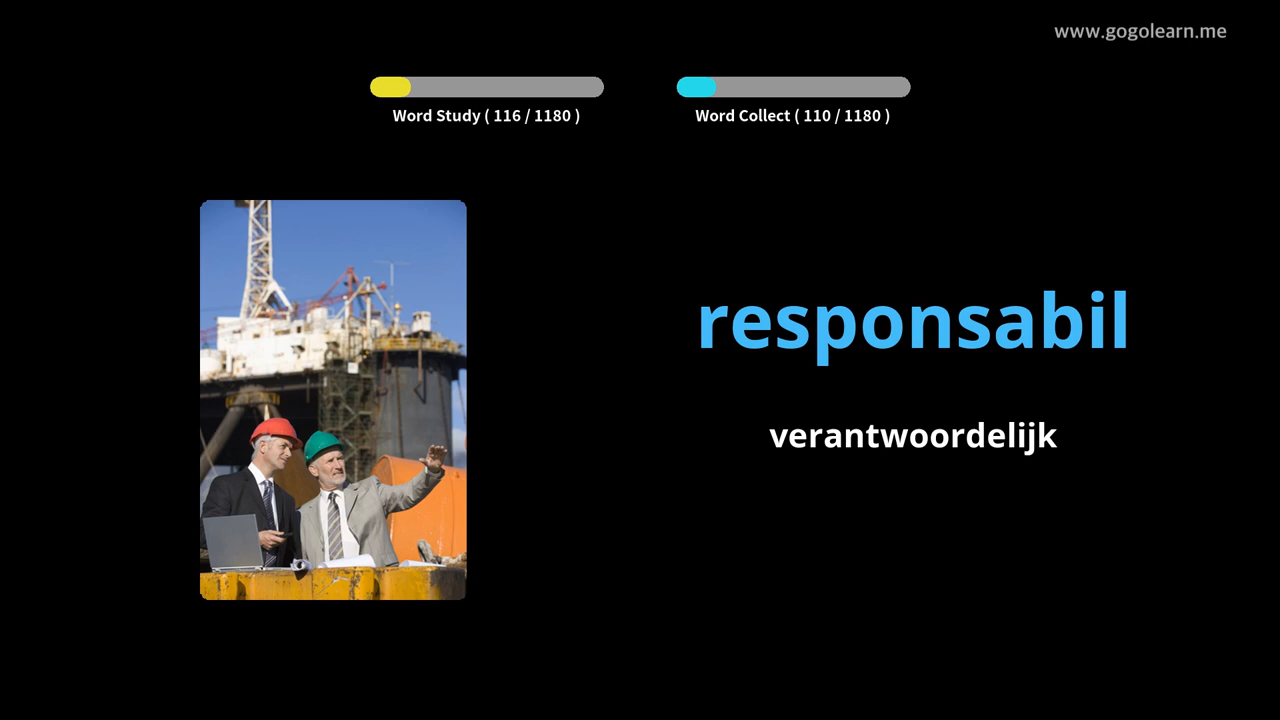 www.gogolearn.me
Word Study ( 116 / 1180 )
Word Collect ( 110 / 1180 )
responsabil
verantwoordelijk